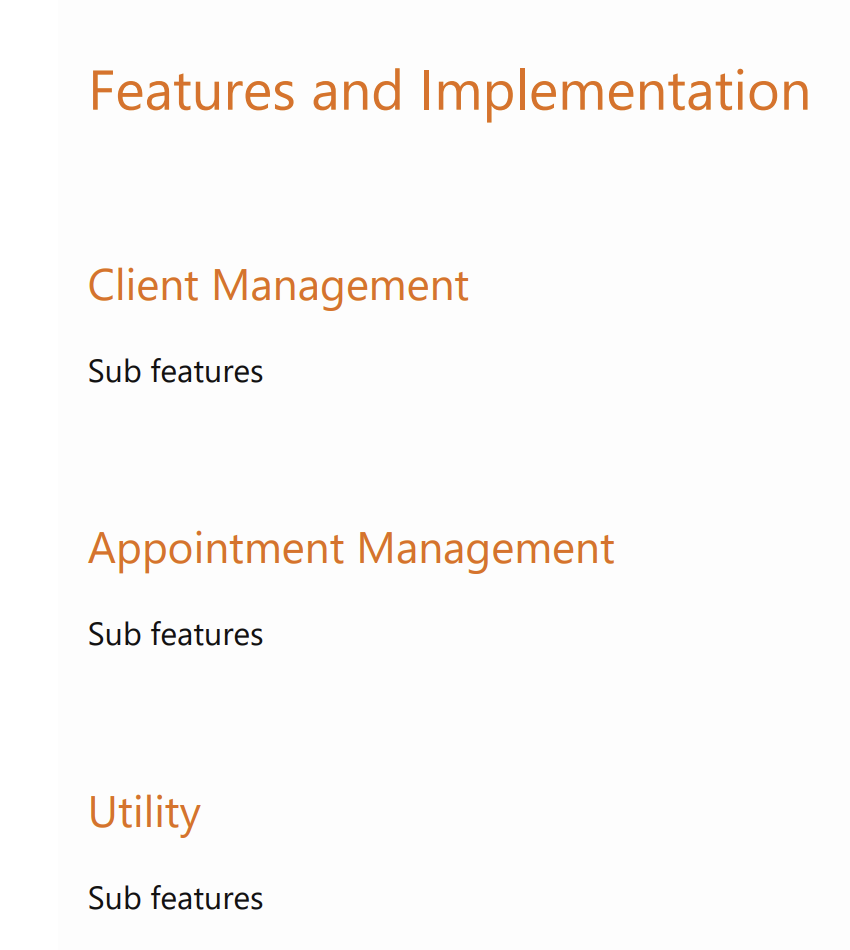 Features and Implementation
Client Management
Sub features
Appointment Management
Sub features
Utility
Sub features